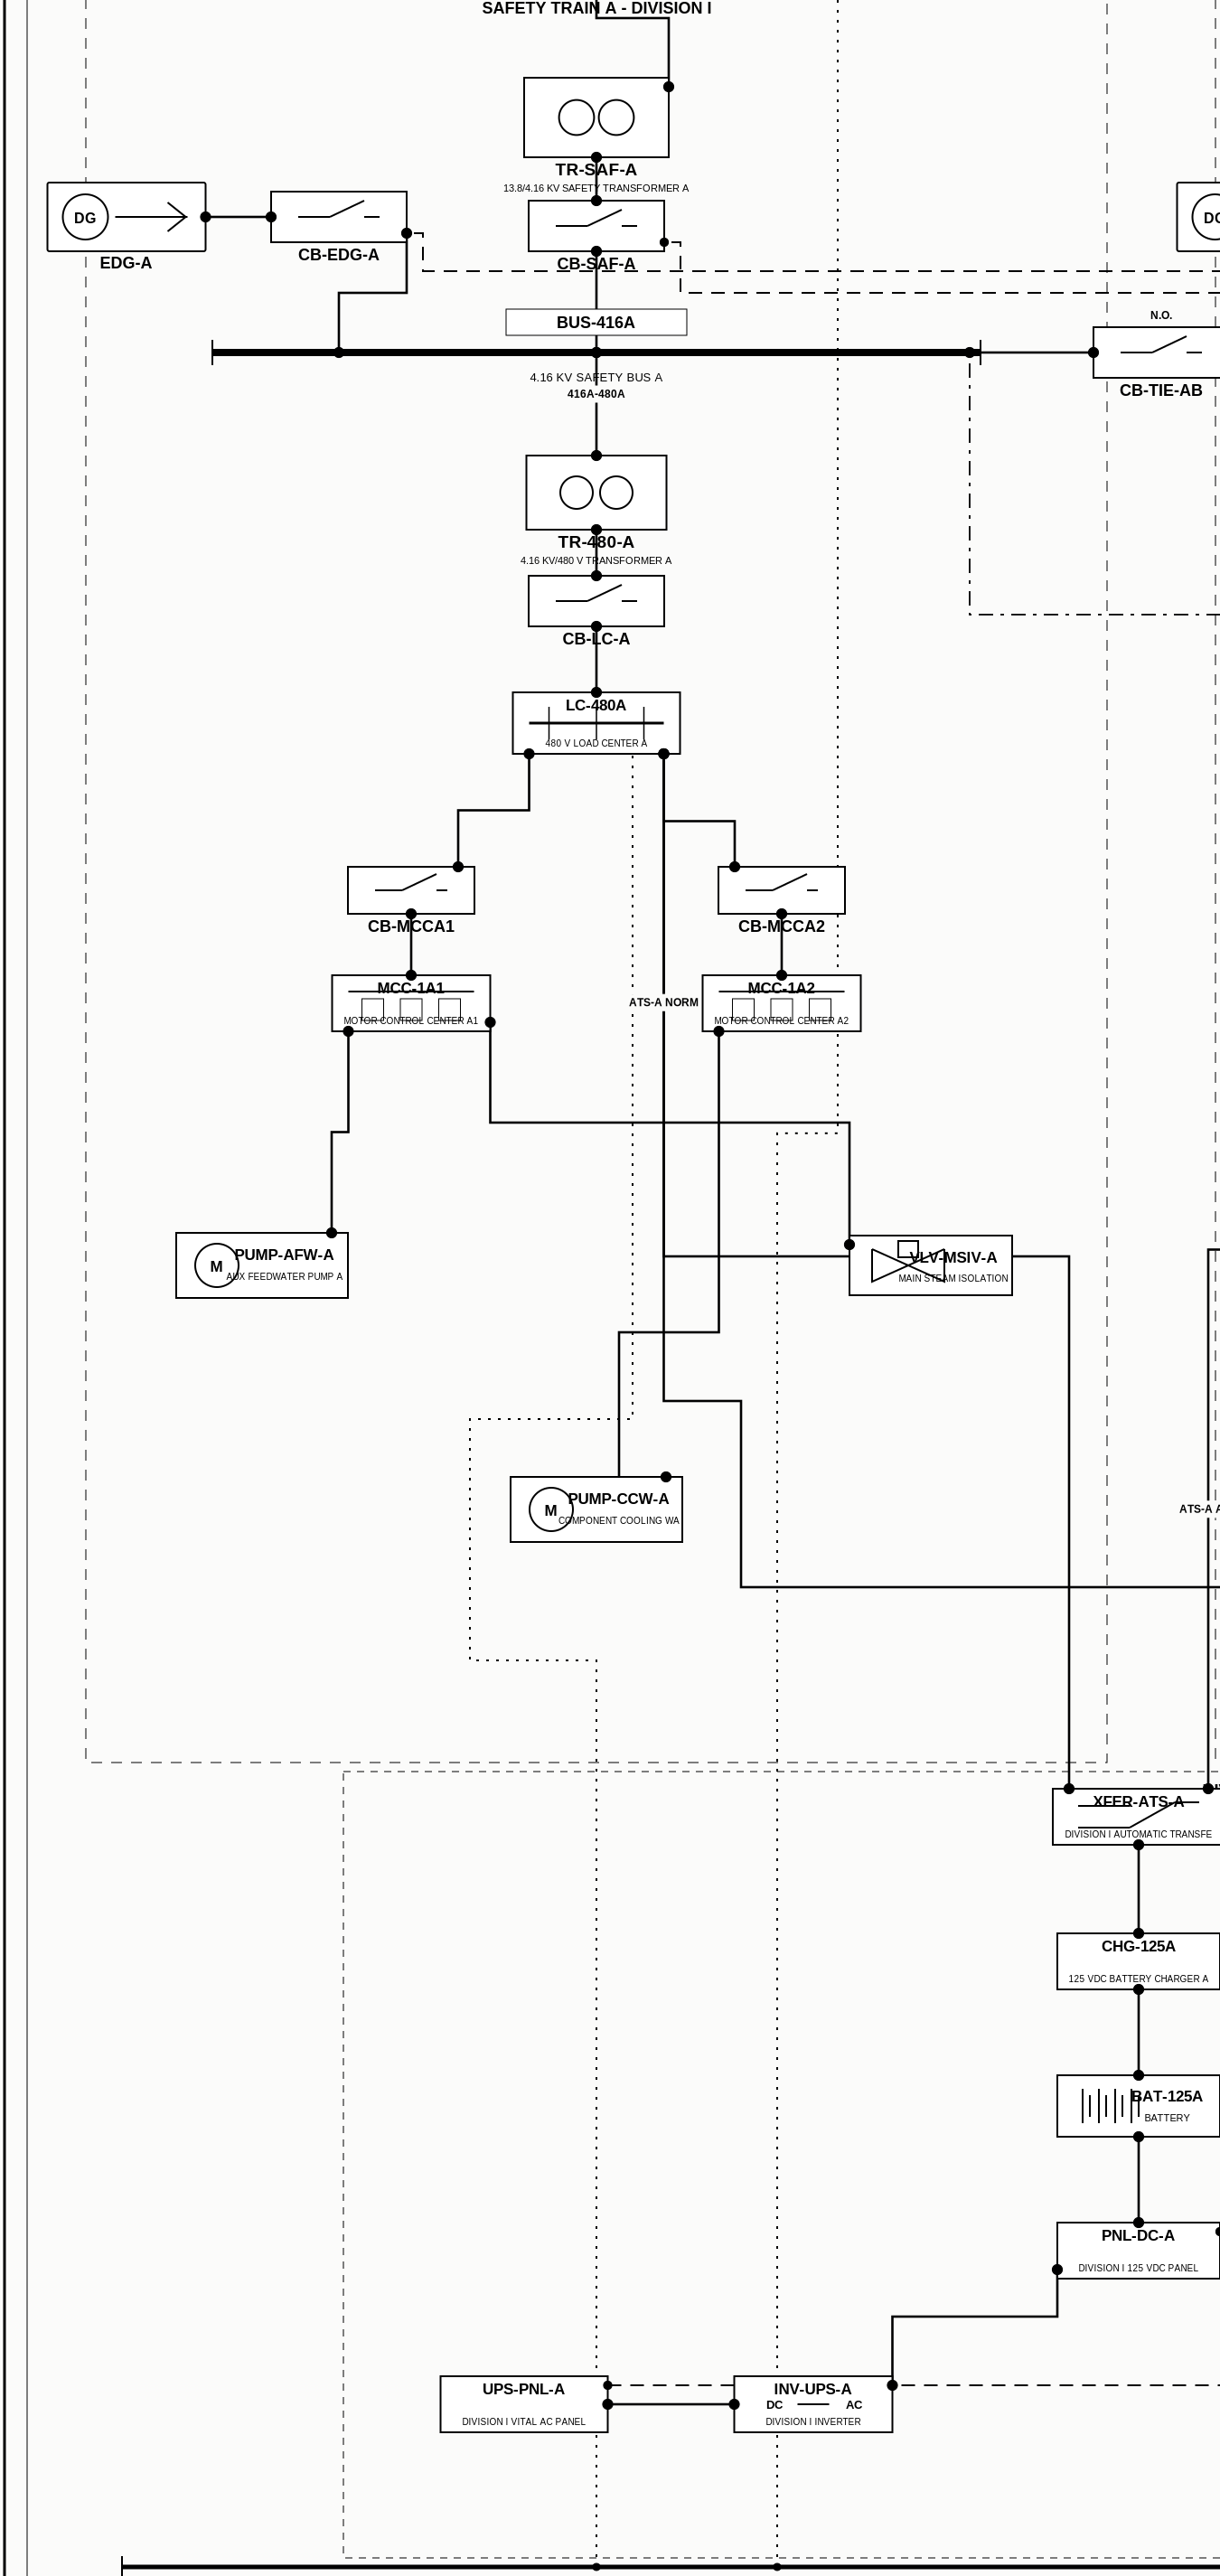 SAFETY TRAIN A - DIVISION I
TR-SAF-A
13.8/4.16 KV SAFETY TRANSFORMER A
DG
EDG-A
CB-EDG-A
CB-SAF-A
BUS-416A
N.O.
4.16 KV SAFETY BUS A
416A-480A
CB-TIE-AB
TR-480-A
4.16 KV/480 V TRANSFORMER A
CB-LC-A
LC-480A
480 V LOAD CENTER A
CB-MCCA1
CB-MCCA2
MCC-1A1
MOTOR CONTROL CENTER A1
ATS-A NORM
MCC-1A2
MOTOR CONTROL CENTER A2
M
PUMP-AFW-A
AUX FEEDWATER PUMP A
VLV-MSIV-A
MAIN STEAM ISOLATION
M
PUMP-CCW-A
COMPONENT COOLING WA
ATS-A
XFER-ATS-A
DIVISION I AUTOMATIC TRANSFE
CHG-125A
125 VDC BATTERY CHARGER A
BAT-125A
BATTERY
PNL-DC-A
DIVISION I 125 VDC PANEL
UPS-PNL-A
DIVISION I VITAL AC PANEL
INV-UPS-A
DC AC
DIVISION I INVERTER